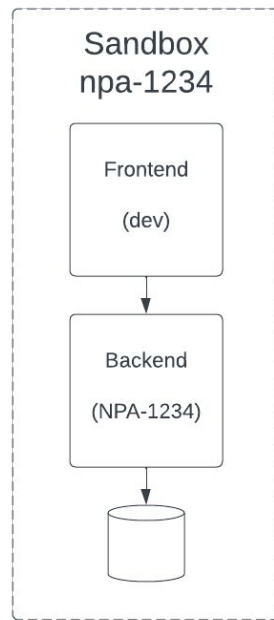 Sandbox
npa-1234
Frontend
(dev)
Backend
(NPA-1234)